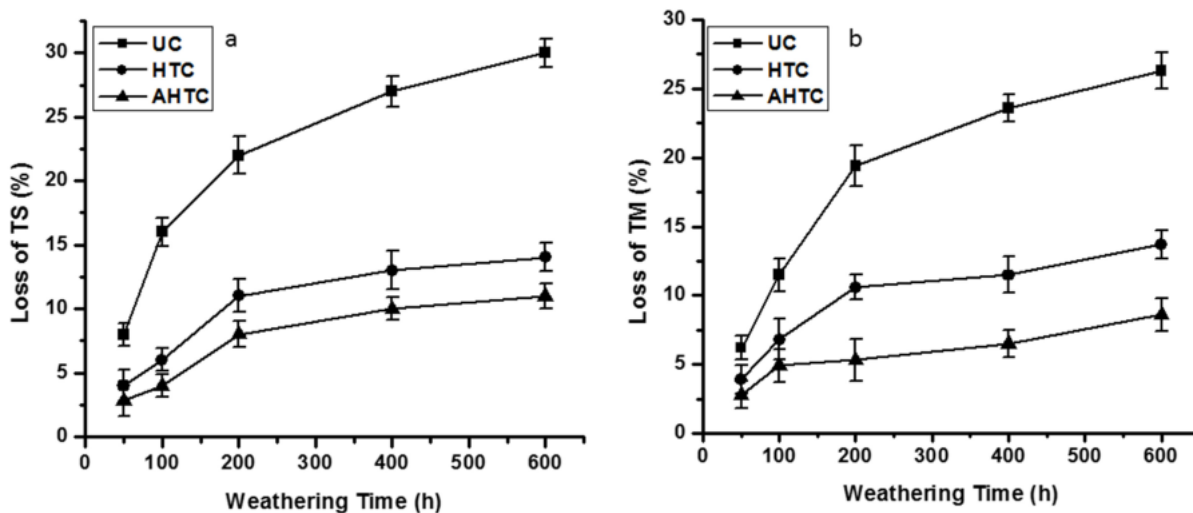 a
UC
HTC
AHTC
30
25
20
15
10
5
0
Loss of TS (%)
0 100 200 300 400 500 600
Weathering Time (h)
b
UC
HTC
AHTC
30
25
20
15
10
5
0
Loss of TM (%)
0 100 200 300 400 500 600
Weathering Time (h)